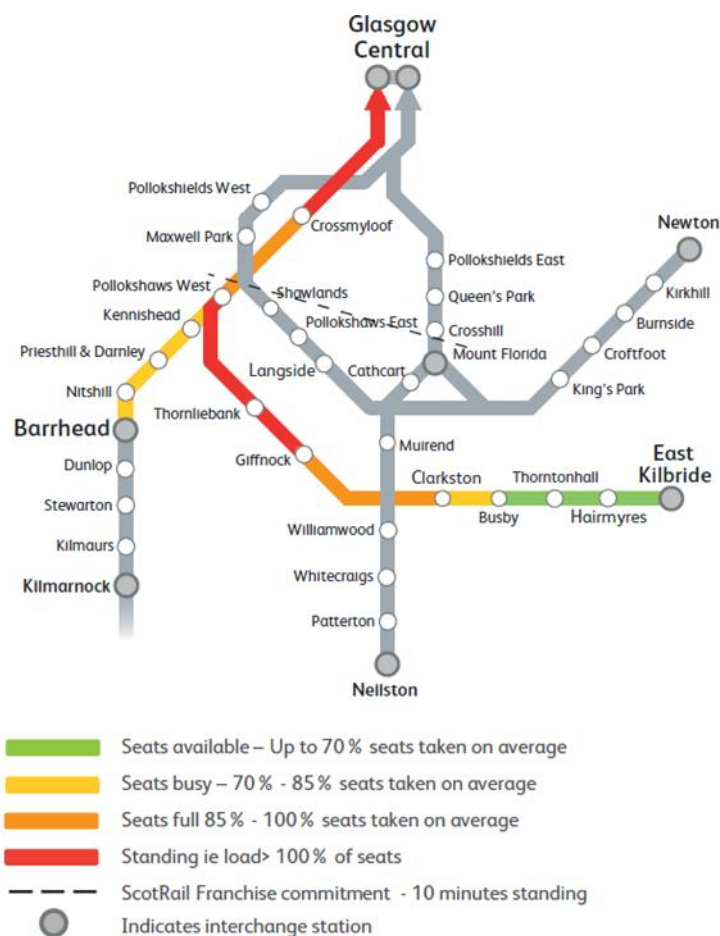 Glasgow
Central
Pollokshields West
Crossmyloof
Maxwell Park
Newton
Pollokshields East
Pollokshaws West
Kirkhill
Shawlands
Queen's Park
Kennishead
Burnside
Pollokshaws East
Crosshill
Priesthill & Darnley
Mount Florida
Croftfoot
Langside
Cathcart
Nitshill
King's Park
Thornliebank
Barrhead
Muirend
Giffnock
East
Kilbride
Dunlop
Clarkston
Thorntonhall
Stewarton
Busby
Hairmyres
Williamwood
Kilmaurs
Whitecraigs
Kilmarnock
Patterton
Neilston
Seats available – Up to 70% seats taken on average
Seats busy – 70% - 85% seats taken on average
Seats full 85% - 100% seats taken on average
Standing ie load> 100% of seats
ScotRail Franchise commitment - 10 minutes standing
Indicates interchange station